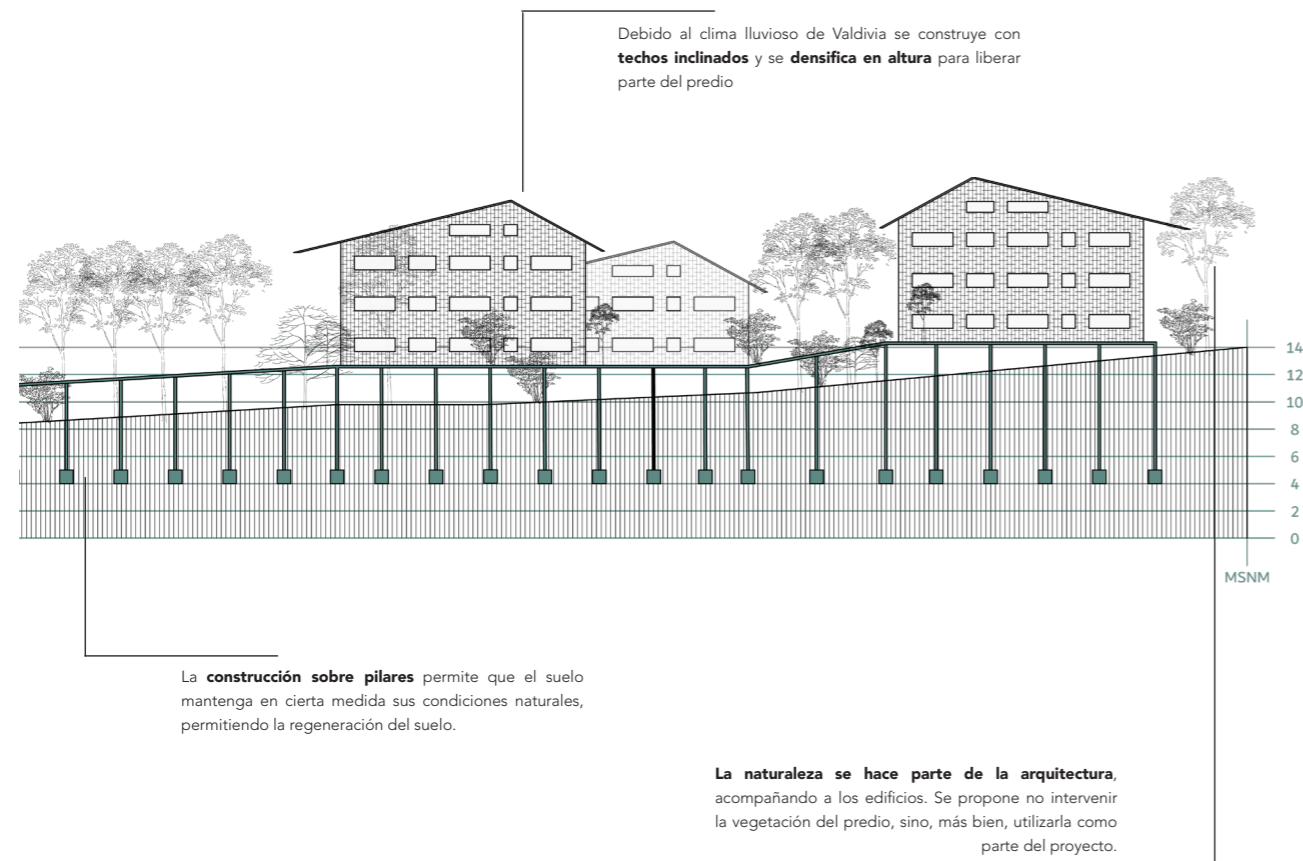 Debido al clima lluvioso de Valdivia se construye con
techos inclinados y se densifica en altura para liberar
parte del predio
14
12
10
8
6
4
2
0
MSNM
La construcción sobre pilares permite que el suelo
mantenga en cierta medida sus condiciones naturales,
permitiendo la regeneración del suelo.
La naturaleza se hace parte de la arquitectura,
acompañando a los edificios. Se propone no intervenir
la vegetación del predio, sino, más bien, utilizarla como
parte del proyecto.